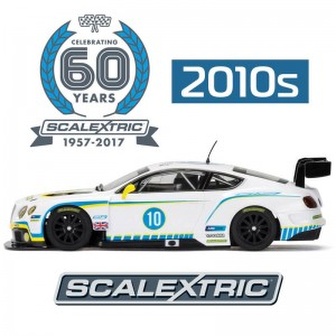 CELEBRATING
60
YEARS
SCALEXTRIC
1957-2017
2010s
10
SCALEXTRIC